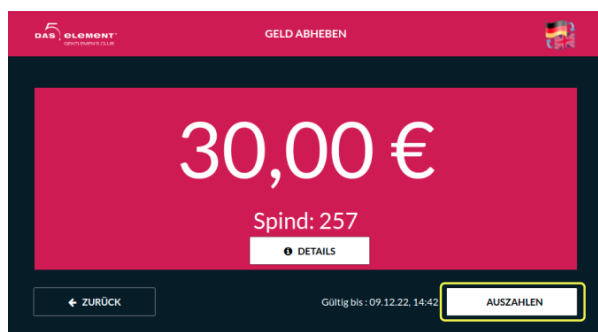 DAS 5. ELEMENT
GENTLEMEN'S CLUB
GELD ABHEBEN
30,00 €
Spind: 257
DETAILS
ZURÜCK
Gültig bis : 09.12.22, 14:42
AUSZAHLEN